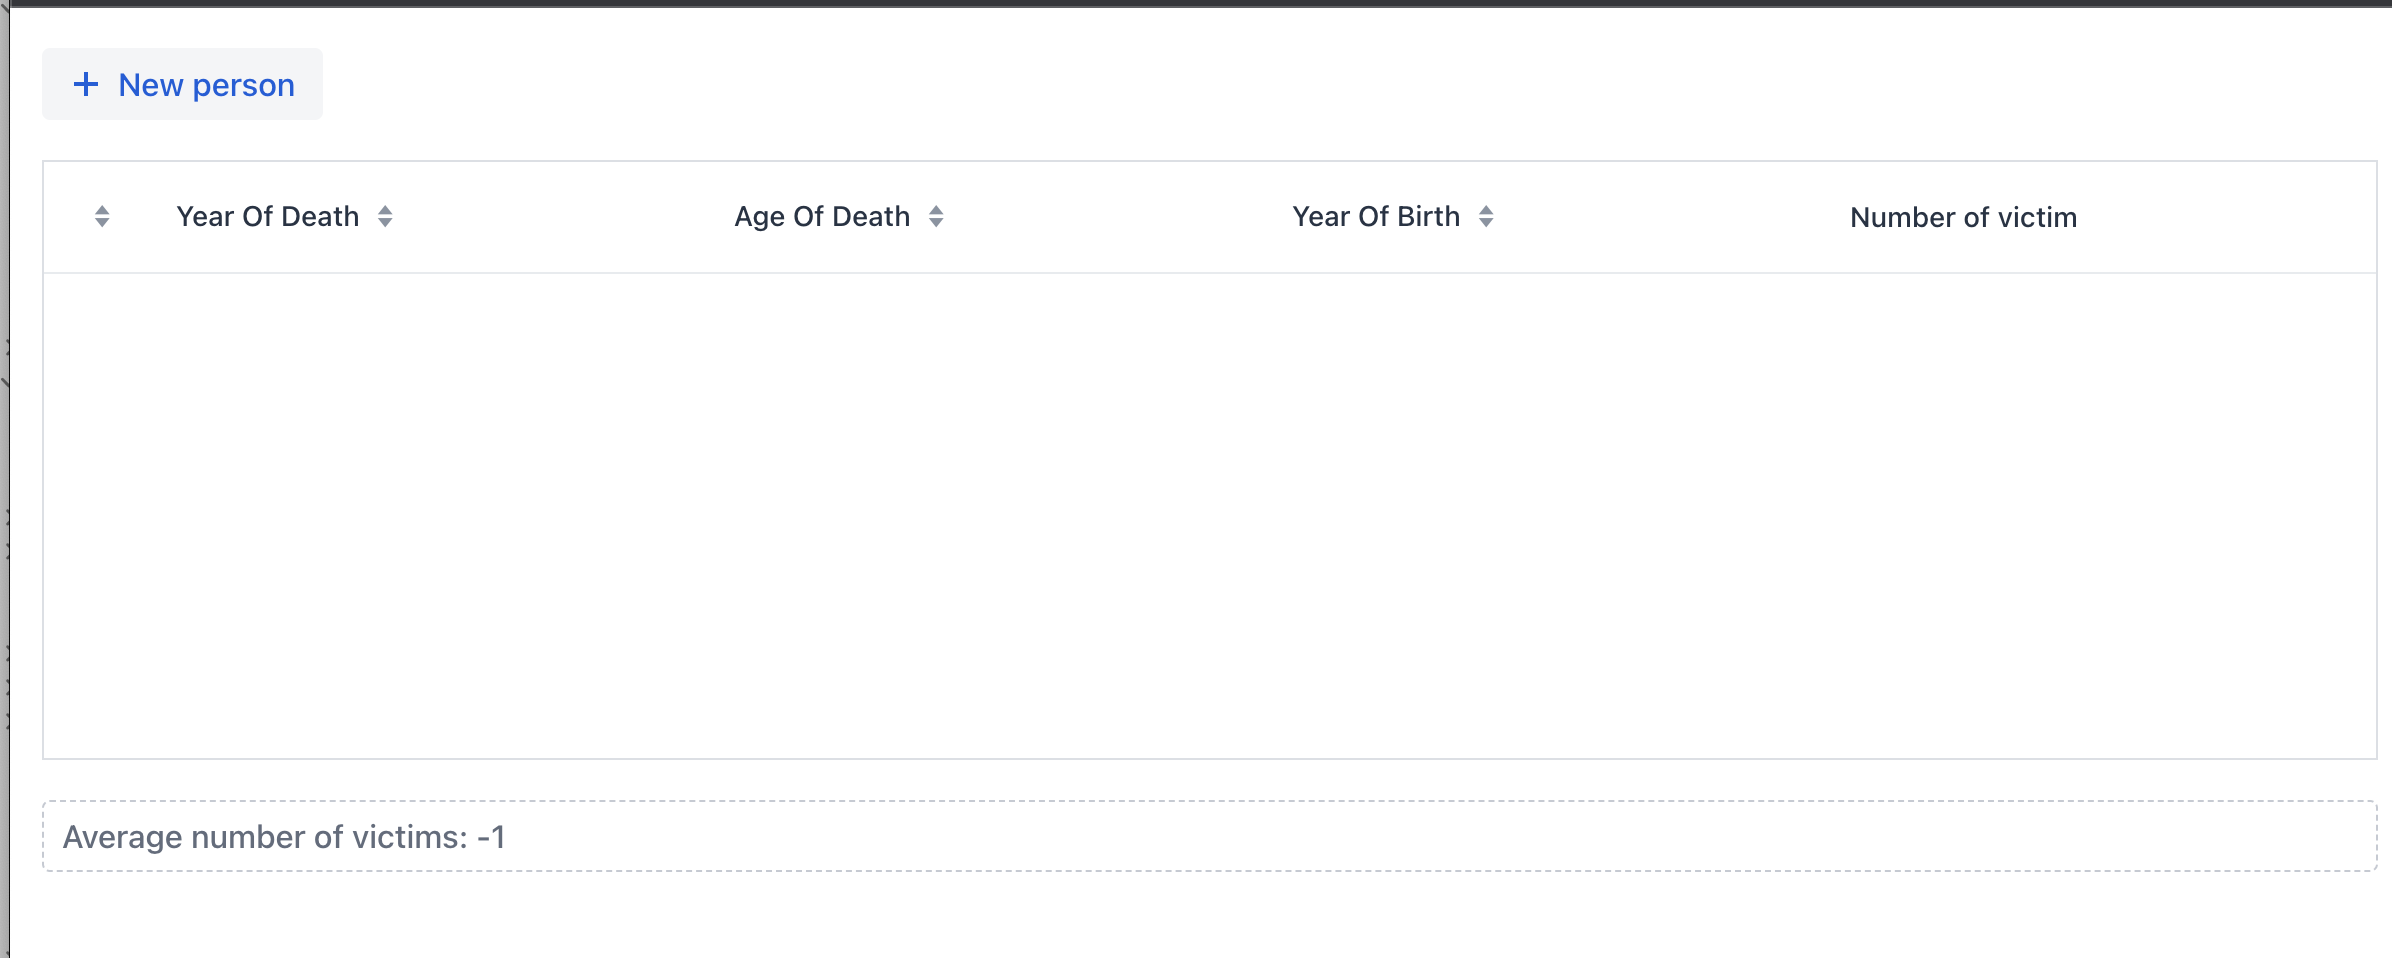 + New person
Year Of Death Age Of Death Year Of Birth Number of victim
Average number of victims: -1